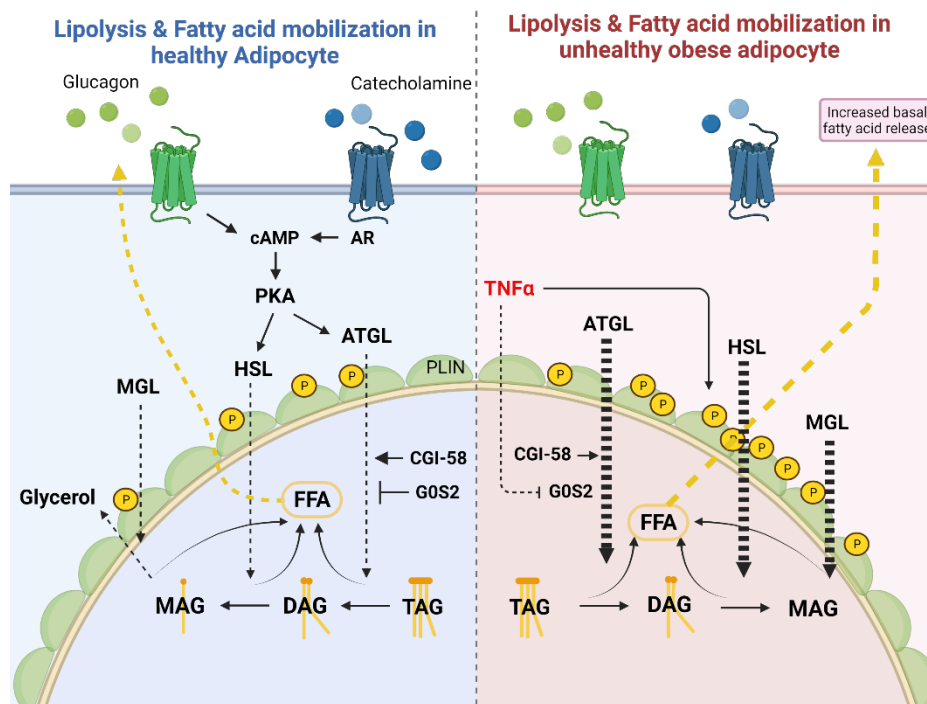 Lipolysis & Fatty acid mobilization in
healthy Adipocyte
Glucagon
Catecholamine
cAMP
AR
PKA
ATGL
HSL
PLIN
MGL
P
P
P
P
CGI-58
G0S2
Glycerol
FFA
MAG
DAG
TAG
Lipolysis & Fatty acid mobilization in
unhealthy obese adipocyte
Increased basal
fatty acid release
TNFα
ATGL
HSL
MGL
P
P
P
P
P
P
P
P
P
CGI-58
G0S2
FFA
TAG
DAG
MAG